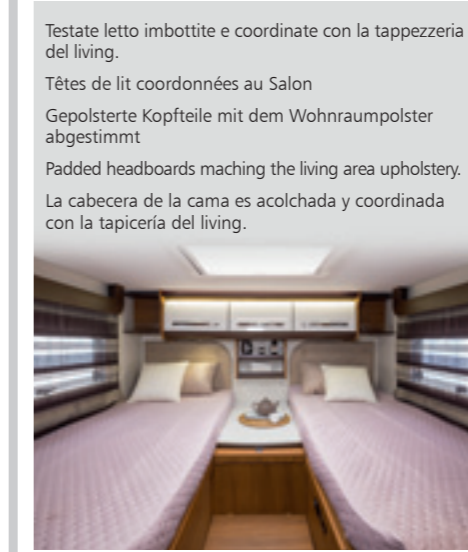 Testate letto imbottite e coordinate con la tappezzeria
del living.
Têtes de lit coordonnées au Salon
Gepolsterte Kopfteile mit dem Wohnraumpolster
abgestimmt
Padded headboards maching the living area upholstery.
La cabecera de la cama es acolchada y coordinada
con la tapicería del living.